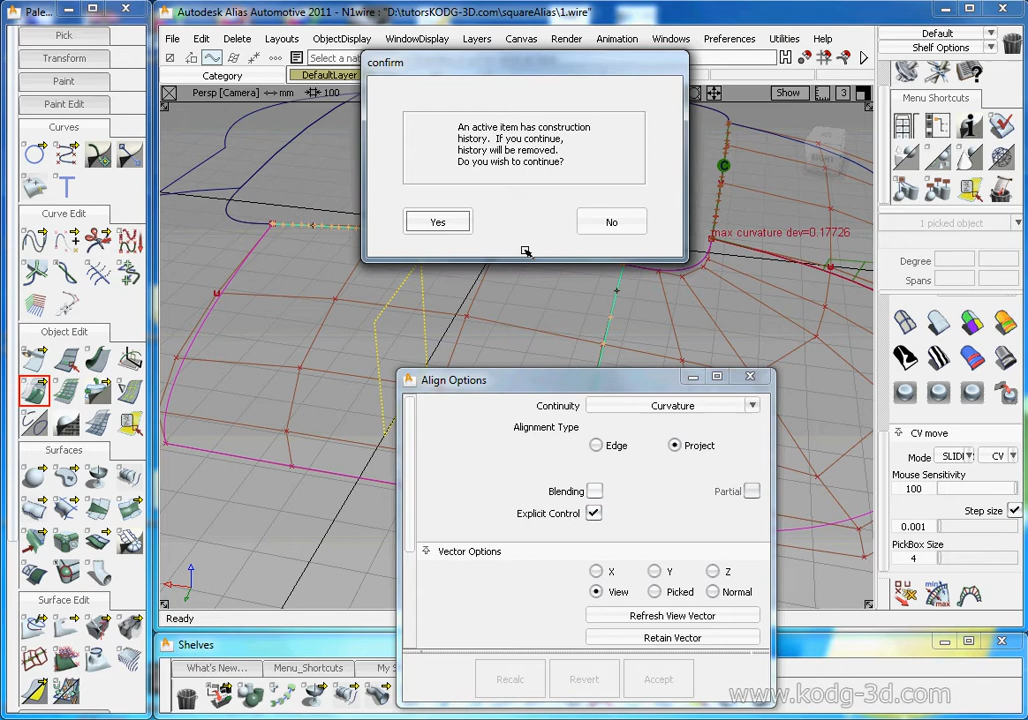 Pale...
Autodesk Alias Automotive 2011 - N1wire : "D:\tutorsKODG-3D.com\squareAlias\1.wire"
Pick
Transform
Paint
Paint Edit
Curves
Curve Edit
Object Edit
Surfaces
Surface Edit
File Edit Delete Layouts ObjectDisplay WindowDisplay Layers Canvas Render Animation Windows Preferences Utilities Help
Select na
Category
DefaultLayer
Persp [Camera] mm 100
Show 3
confirm
An active item has construction
history. If you continue,
history will be removed.
Do you wish to continue?
Yes
No
C
max curvature dev=0.17726
u
u
RIGHT
Align Options
Continuity Curvature
Alignment Type
Edge Project
Blending Partial
Explicit Control
Vector Options
X Y Z
View Picked Normal
Refresh View Vector
Retain Vector
Recalc Revert Accept
Ready
Shelves
What's New... Menu_Shortcuts My S
Default
Shelf Options
Menu Shortcuts
1 picked object
Degree
Spans
CV move
Mode SLIDI CV
Mouse Sensitivity
100
Step size
0.001
PickBox Size
4
www.kodg-3d.com